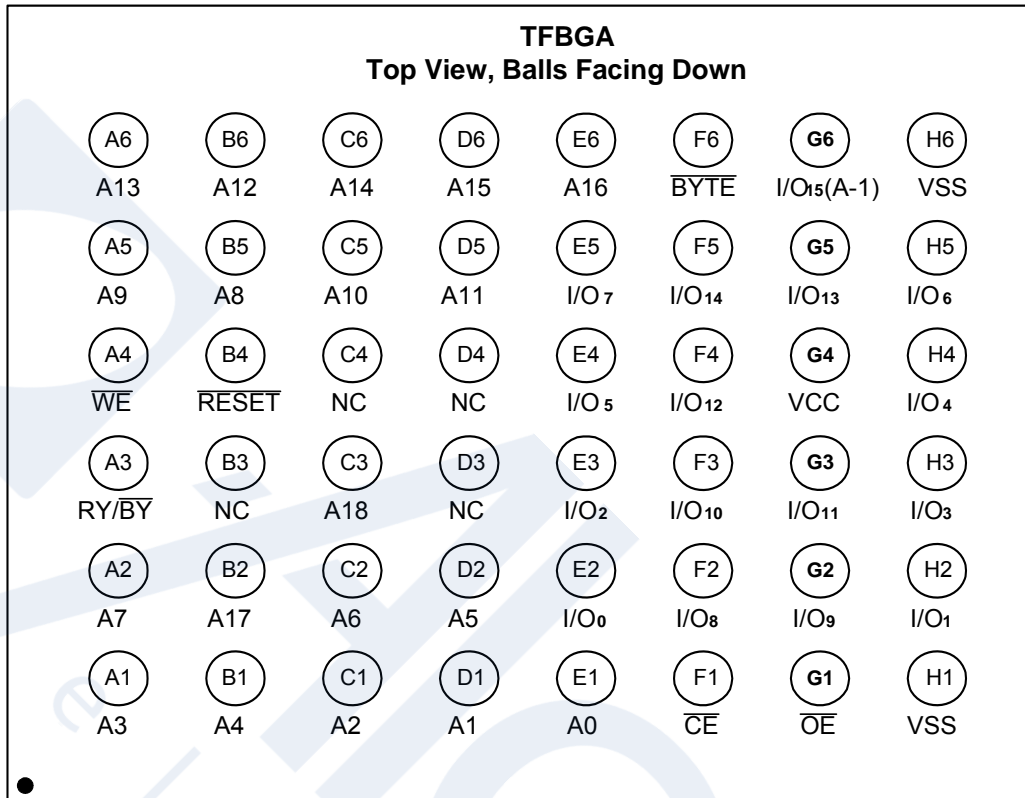 TFBGA
Top View, Balls Facing Down
A6 B6 C6 D6 E6 F6 G6 H6
A13 A12 A14 A15 A16 BYTE I/O15(A-1) VSS
A5 B5 C5 D5 E5 F5 G5 H5
A9 A8 A10 A11 I/O 7 I/O14 I/O13 I/O 6
A4 B4 C4 D4 E4 F4 G4 H4
WE RESET NC NC I/O 5 I/O12 VCC I/O 4
A3 B3 C3 D3 E3 F3 G3 H3
RY/BY NC A18 NC I/O2 I/O10 I/O11 I/O3
A2 B2 C2 D2 E2 F2 G2 H2
A7 A17 A6 A5 I/O0 I/O8 I/O9 I/O1
A1 B1 C1 D1 E1 F1 G1 H1
A3 A4 A2 A1 A0 CE OE VSS